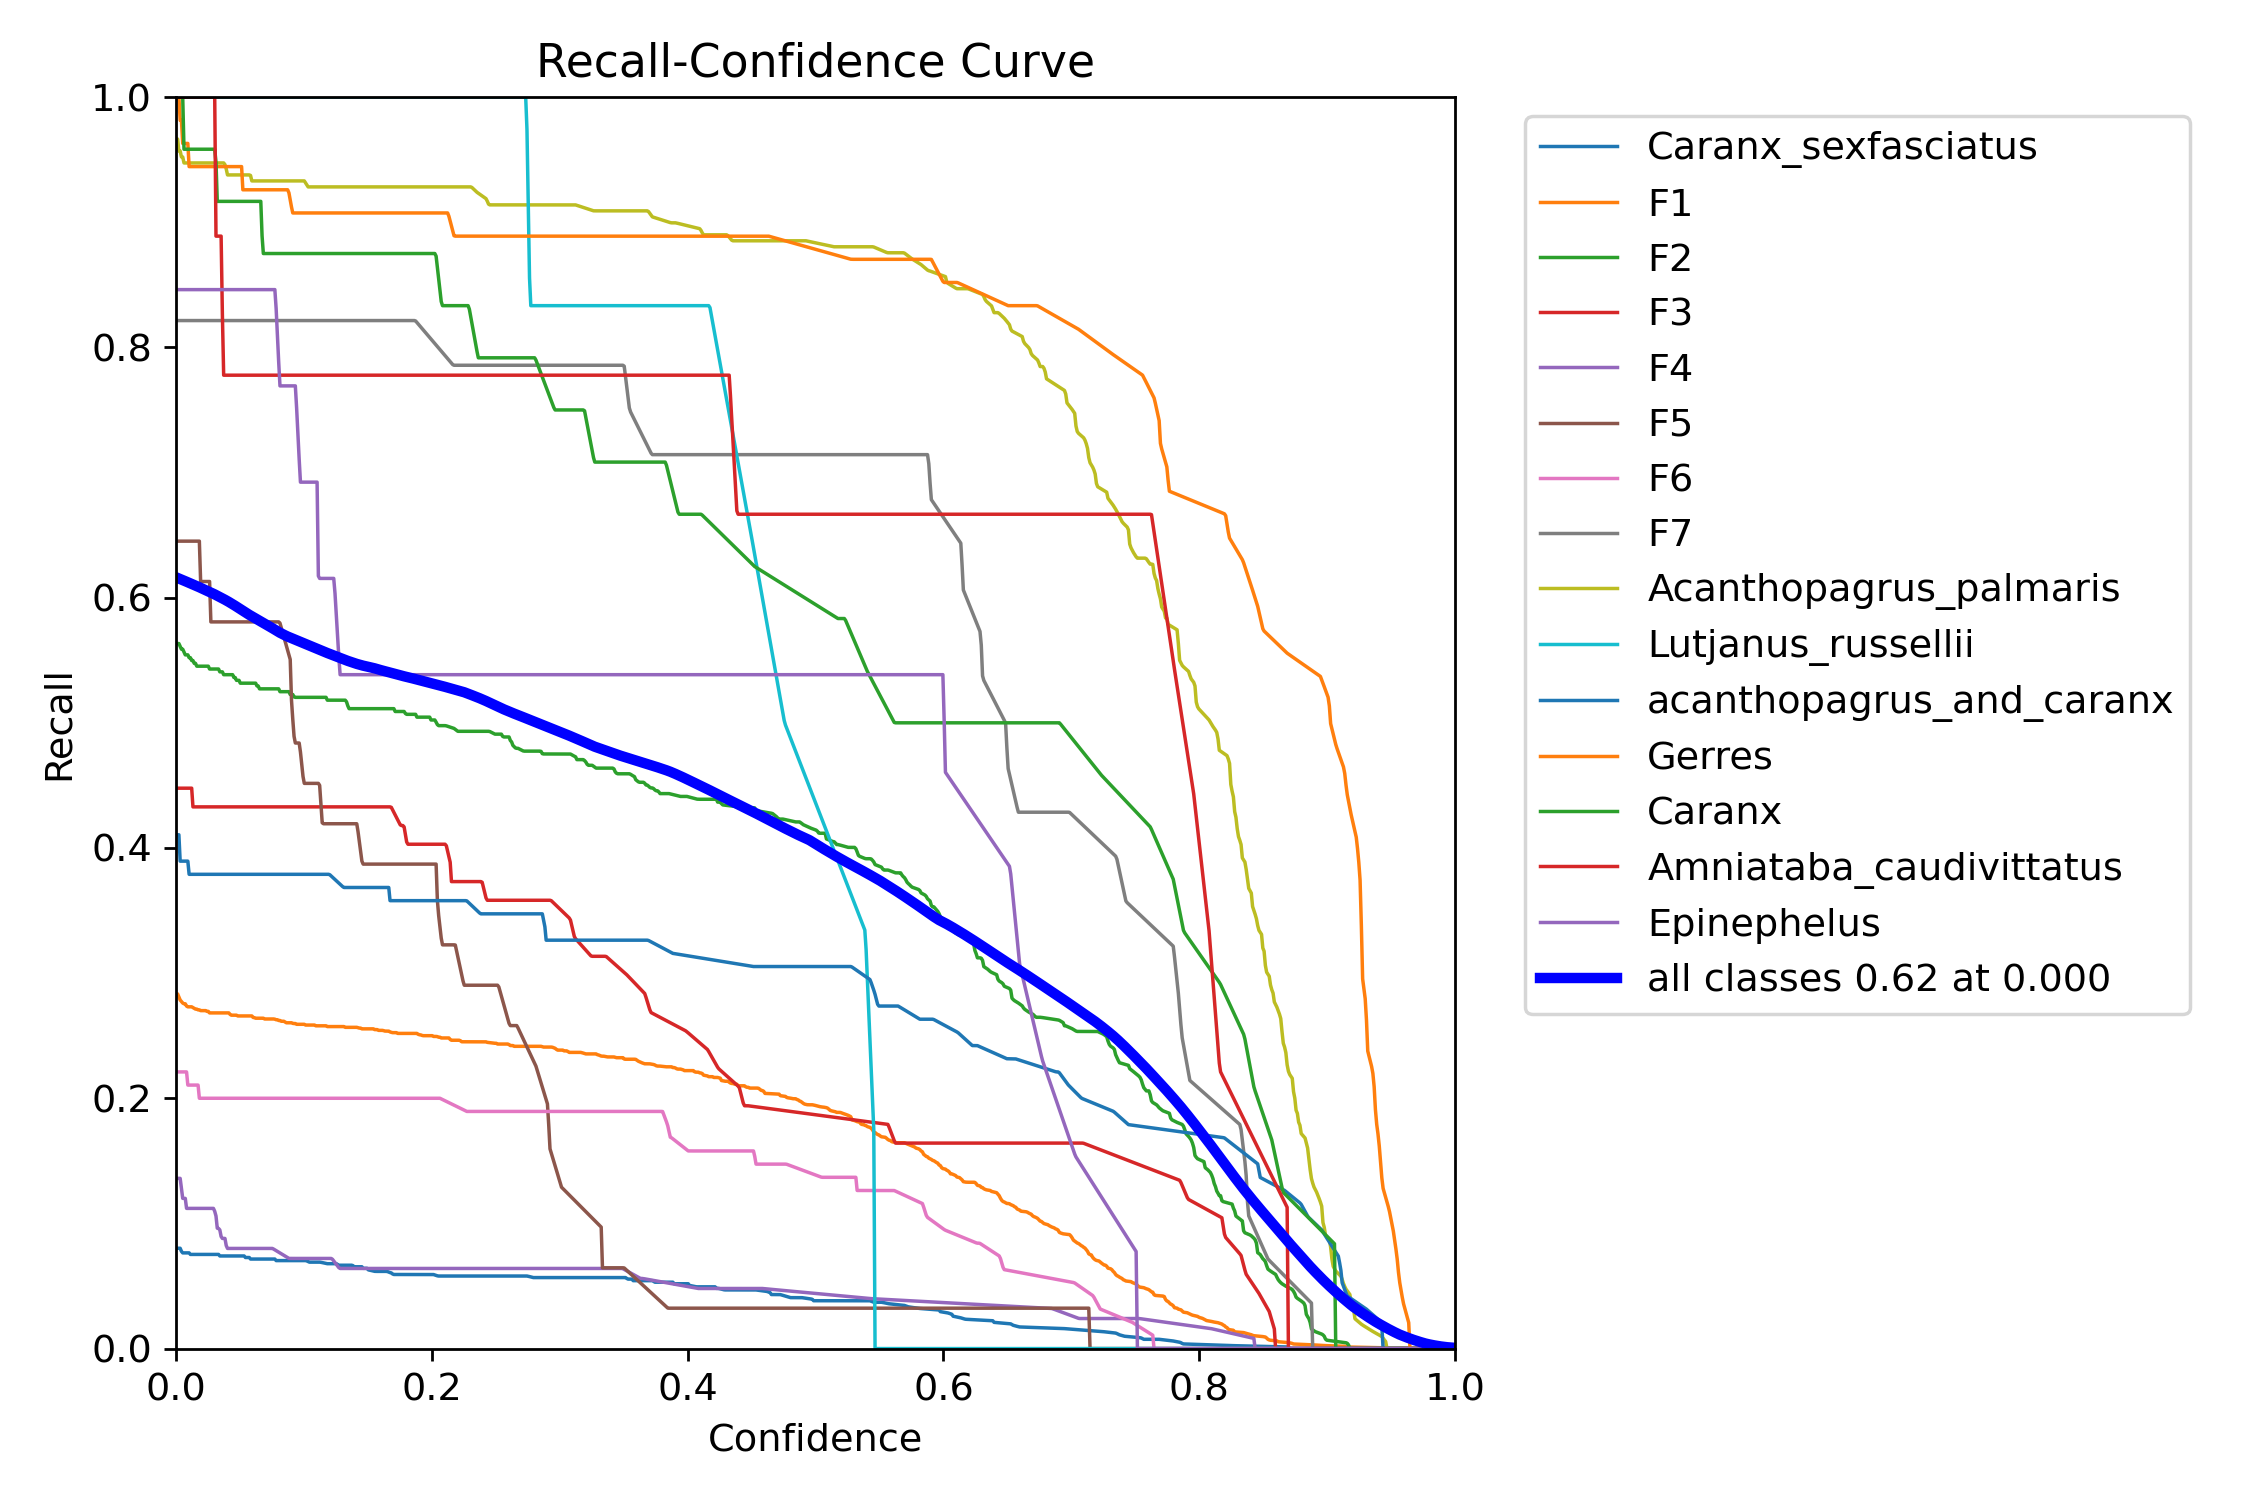 Recall-Confidence Curve
1.0
0.8
0.6
0.4
0.2
0.0
Recall
0.0 0.2 0.4 0.6 0.8 1.0
Confidence
Caranx_sexfasciatus
F1
F2
F3
F4
F5
F6
F7
Acanthopagrus_palmaris
Lutjanus_russellii
acanthopagrus_and_caranx
Gerres
Caranx
Amniataba_caudivittatus
Epinephelus
all classes 0.62 at 0.000